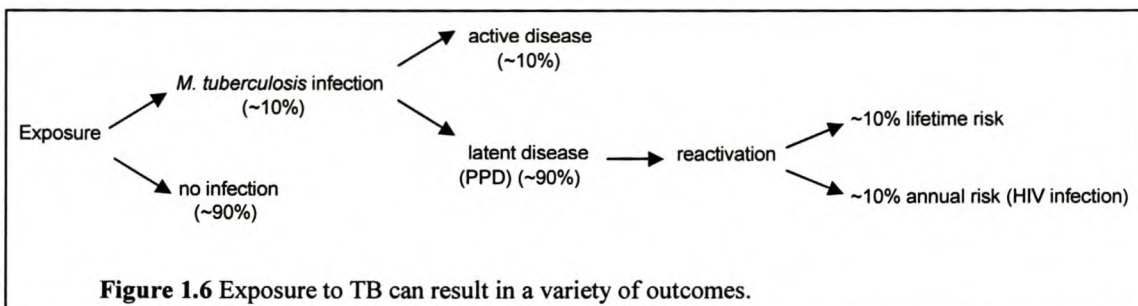 active disease
(~10%)
M. tuberculosis infection
(~10%)
Exposure
no infection
(~90%)
latent disease
(PPD) (~90%)
reactivation
~10% lifetime risk
~10% annual risk (HIV infection)
Figure 1.6 Exposure to TB can result in a variety of outcomes.